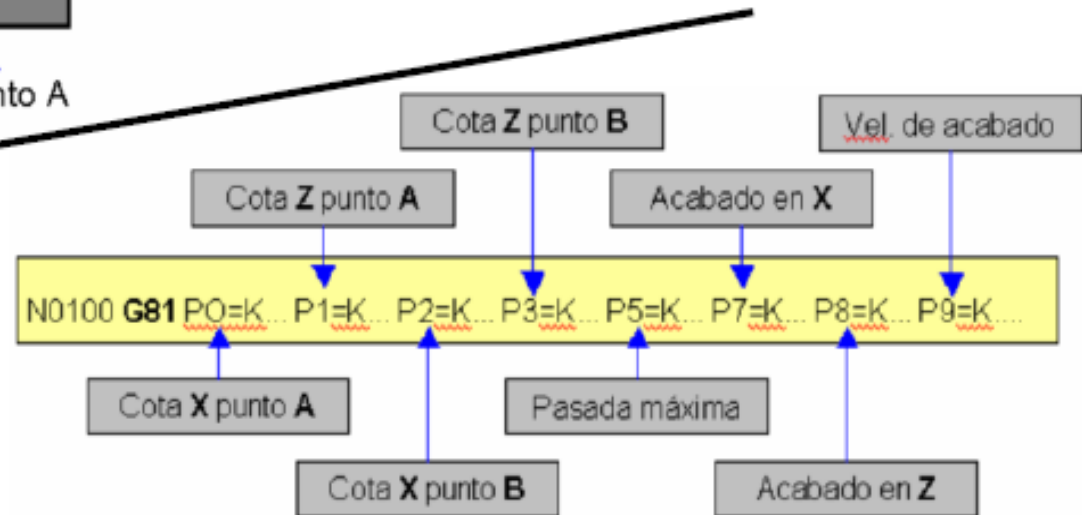 nto A
Cota Z punto B
Vel. de acabado
Cota Z punto A
Acabado en X
N0100 G81 PO=K... P1=K... P2=K... P3=K... P5=K... P7=K... P8=K... P9=K....
Cota X punto A
Pasada máxima
Cota X punto B
Acabado en Z